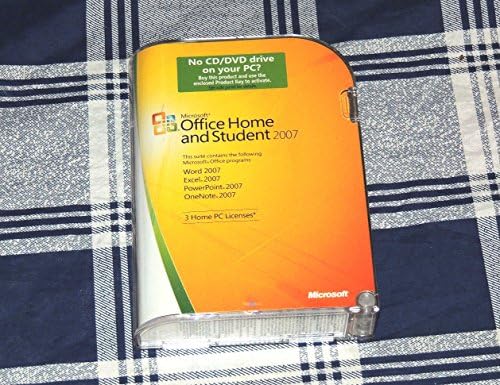 No CD/DVD drive
on your PC?
Buy this product and use the
enclosed Product Key to activate.
Microsoft®
Office Home
and Student 2007
This suite contains the following
Microsoft® Office programs
Word 2007
Excel® 2007
PowerPoint® 2007
OneNote® 2007
3 Home PC Licenses*
Microsoft